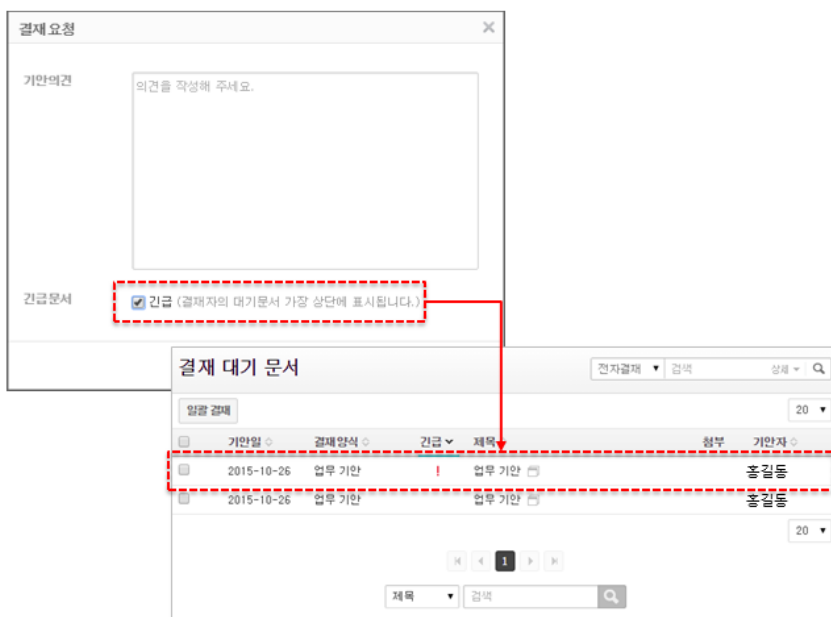 결재 요청
기안의견
의견을 작성해 주세요.
긴급문서
긴급 (결재자의 대기문서 가장 상단에 표시됩니다.)
결재 대기 문서
전자결재 검색 상세
일괄 결재
20
기안일 결재양식 긴급 제목 첨부 기안자
2015-10-26 업무 기안 ! 업무 기안 홍길동
2015-10-26 업무 기안 업무 기안 홍길동
20
1
제목 검색